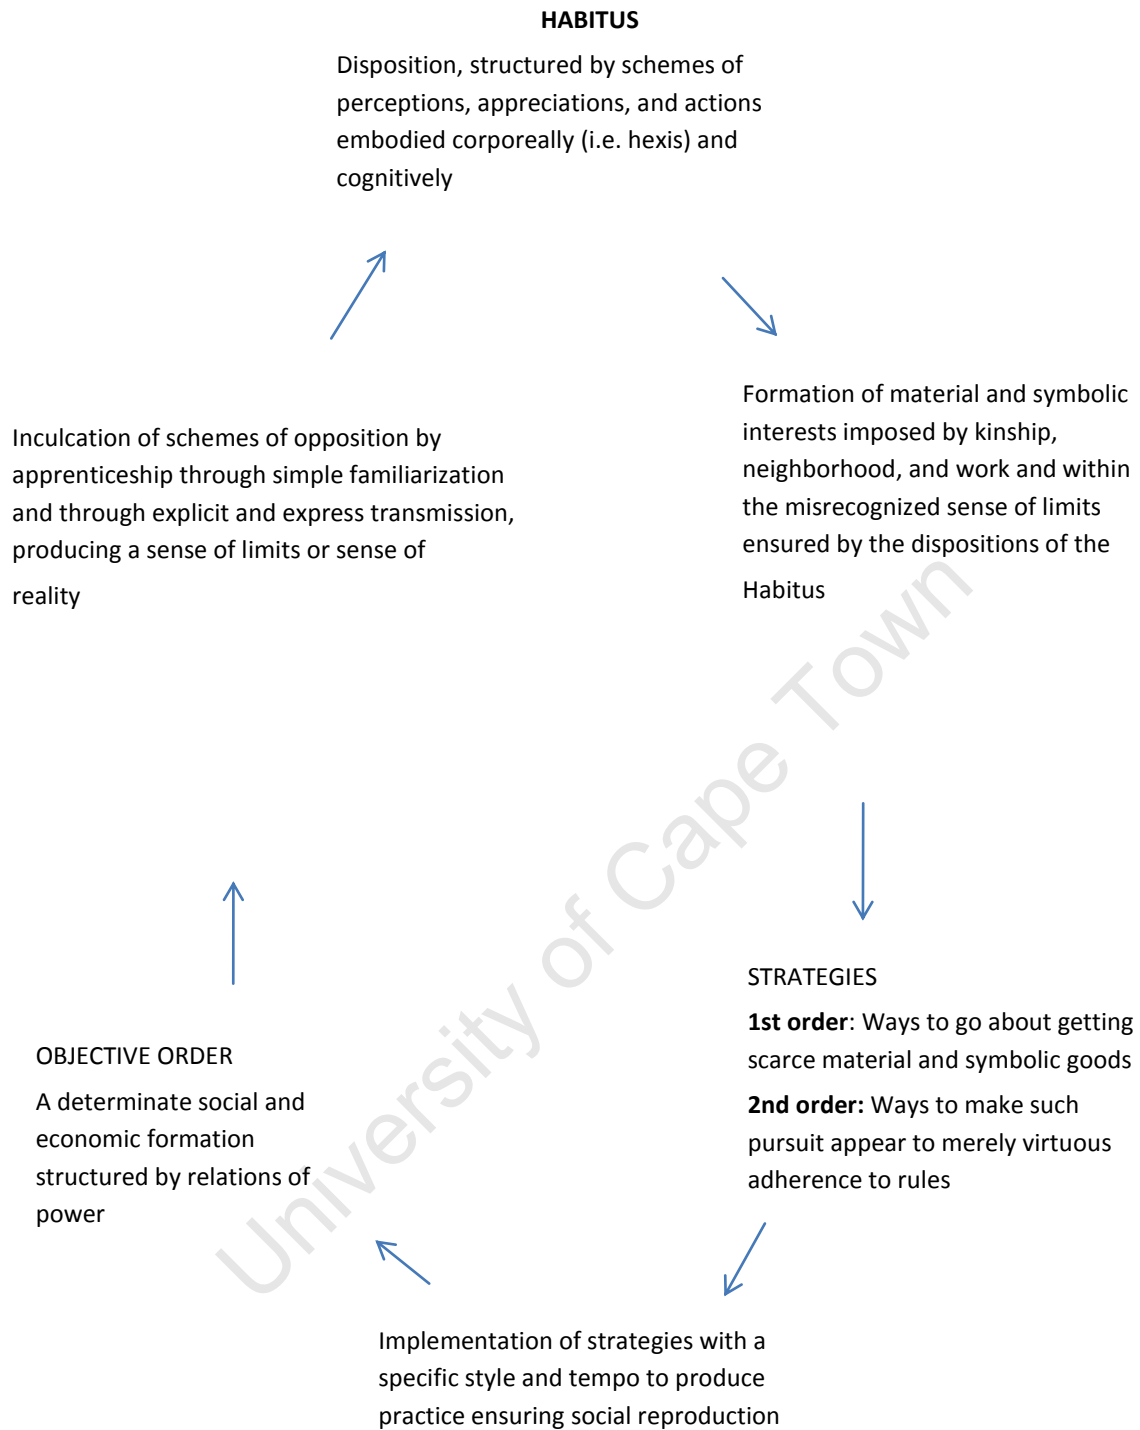 HABITUS
Disposition, structured by schemes of
perceptions, appreciations, and actions
embodied corporeally (i.e. hexis) and
cognitively
Formation of material and symbolic
interests imposed by kinship,
neighborhood, and work and within
the misrecognized sense of limits
ensured by the dispositions of the
Habitus
Inculcation of schemes of opposition by
apprenticeship through simple familiarization
and through explicit and express transmission,
producing a sense of limits or sense of
reality
STRATEGIES
1st order: Ways to go about getting
scarce material and symbolic goods
2nd order: Ways to make such
pursuit appear to merely virtuous
adherence to rules
OBJECTIVE ORDER
A determinate social and
economic formation
structured by relations of
power
Implementation of strategies with a
specific style and tempo to produce
practice ensuring social reproduction
University of Cape Town